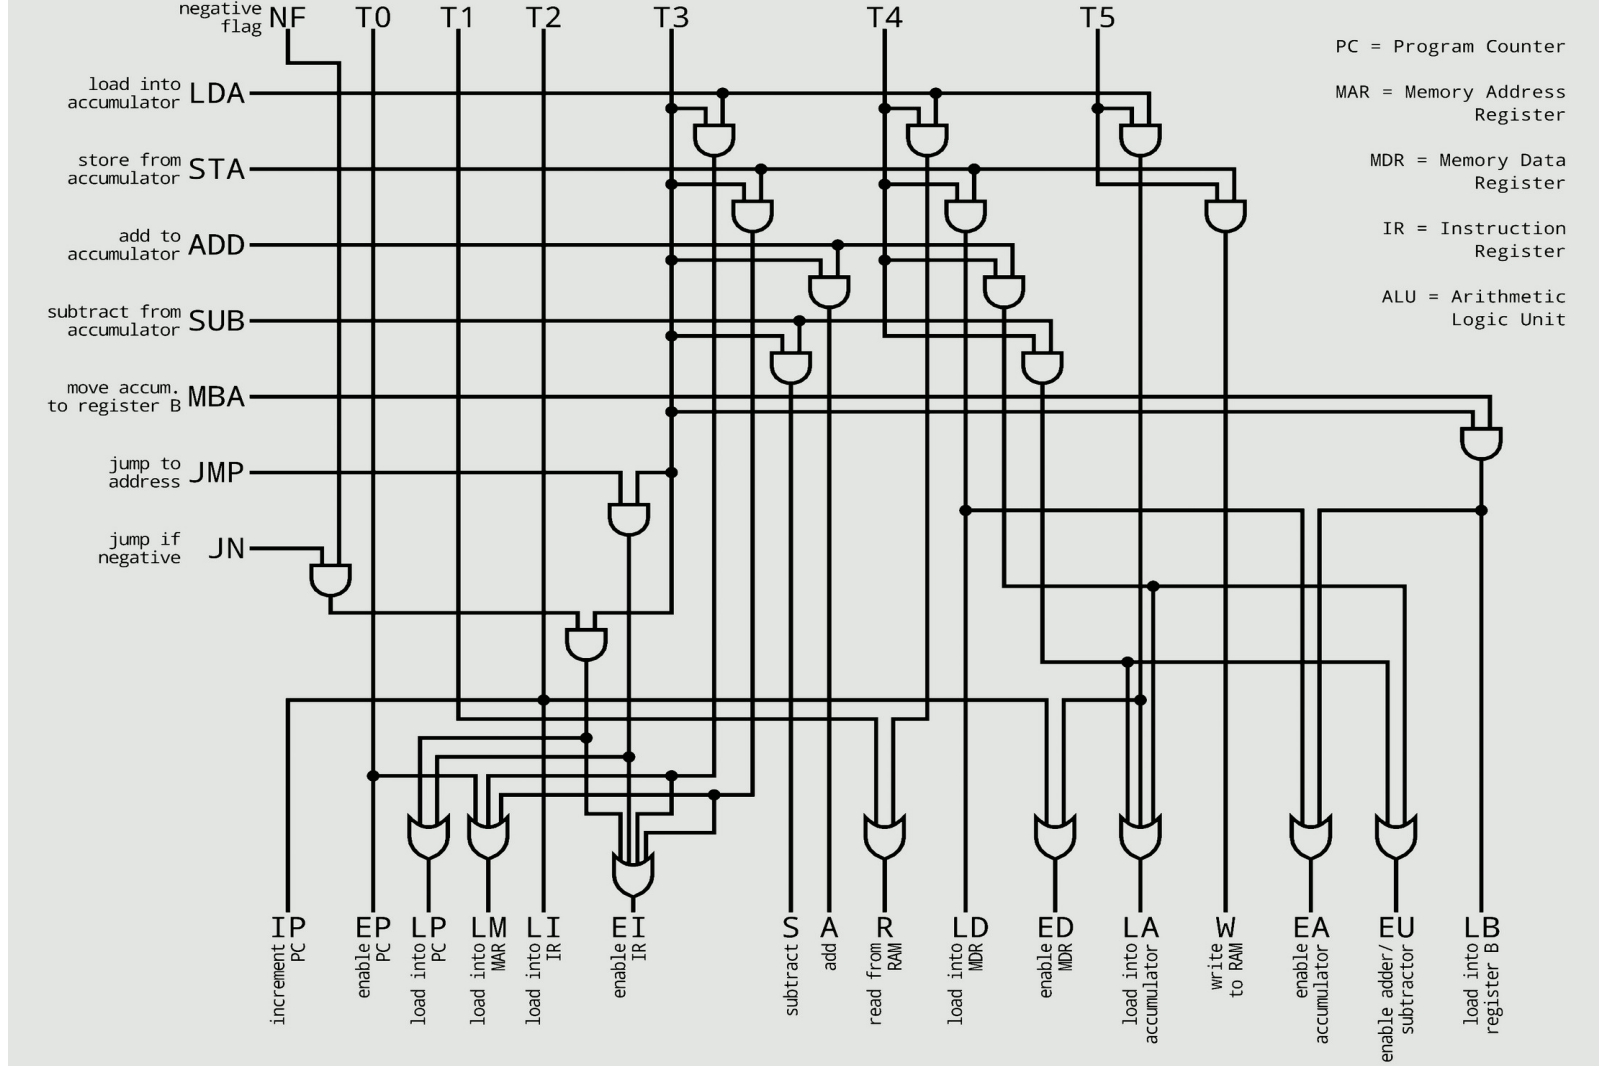 negative
flag
NF
T0
T1
T2
T3
T4
T5
PC = Program Counter
MAR = Memory Address
Register
MDR = Memory Data
Register
IR = Instruction
Register
ALU = Arithmetic
Logic Unit
load into
accumulator
LDA
store from
accumulator
STA
add to
accumulator
ADD
subtract from
accumulator
SUB
move accum.
to register B
MBA
jump to
address
JMP
jump if
negative
JN
IP
increment
PC
EP
enable
PC
LP
load into
PC
LM
load into
MAR
LI
load into
IR
EI
enable
IR
S
subtract
A
add
R
read from
RAM
LD
load into
MDR
ED
enable
MDR
LA
load into
accumulator
W
write
to RAM
EA
enable
accumulator
EU
enable adder/
subtractor
LB
load into
register B